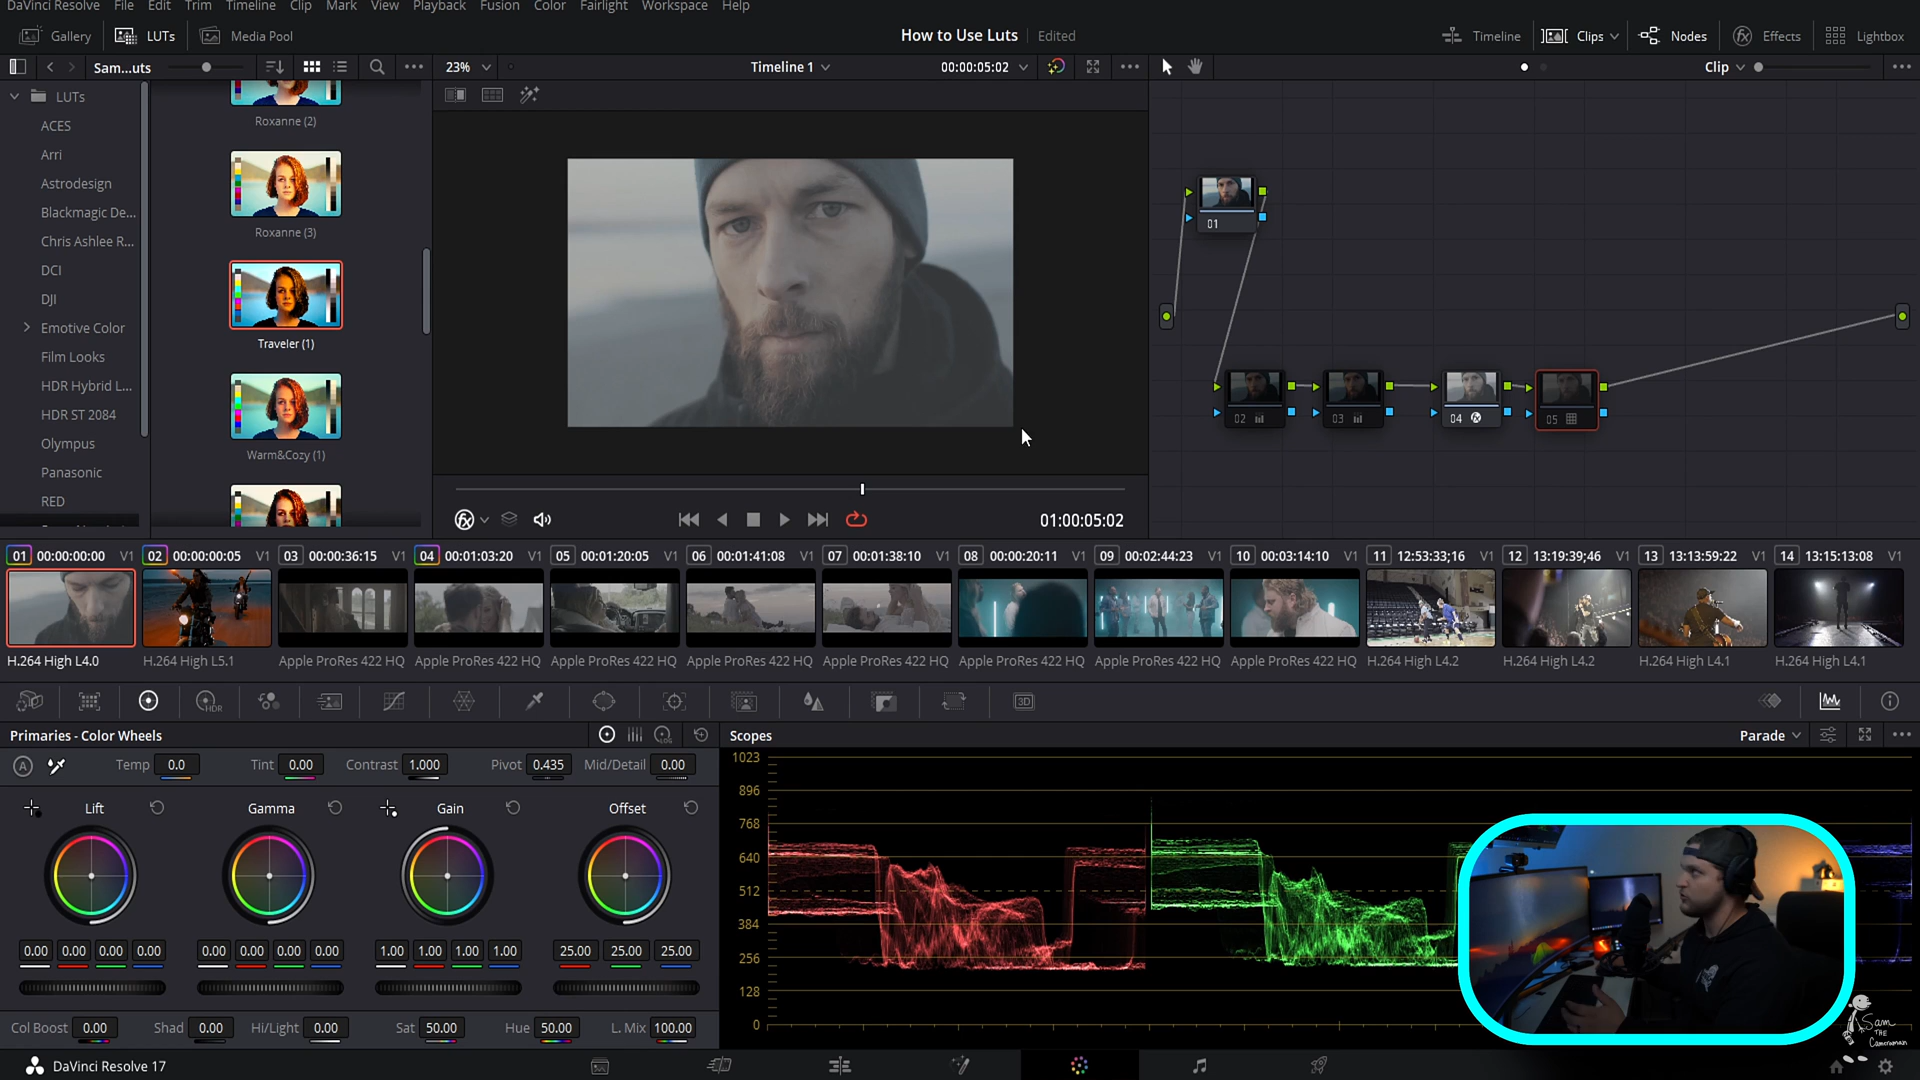 DaVinci Resolve File Edit Trim Timeline Clip Mark View Playback Fusion Color Fairlight Workspace Help
Gallery LUTs Media Pool How to Use Luts Edited Timeline Clips Nodes Effects Lightbox
Sam...uts 23% Timeline 1 00:00:05:02 Clip
LUTs
ACES
Arri
Astrodesign
Blackmagic De...
Chris Ashlee R...
DCI
DJI
Emotive Color
Film Looks
HDR Hybrid L...
HDR ST 2084
Olympus
Panasonic
RED
Roxanne (2)
Roxanne (3)
Traveler (1)
Warm&Cozy (1)
01:00:05:02
01
02 03 04 05
01 00:00:00:00 V1 02 00:00:00:05 V1 03 00:00:36:15 V1 04 00:01:03:20 V1 05 00:01:20:05 V1 06 00:01:41:08 V1 07 00:01:38:10 V1 08 00:00:20:11 V1 09 00:02:44:23 V1 10 00:03:14:10 V1 11 12:53:33;16 V1 12 13:19:39;46 V1 13 13:13:59:22 V1 14 13:15:13:08 V1
H.264 High L4.0 H.264 High L5.1 Apple ProRes 422 HQ Apple ProRes 422 HQ Apple ProRes 422 HQ Apple ProRes 422 HQ Apple ProRes 422 HQ Apple ProRes 422 HQ Apple ProRes 422 HQ Apple ProRes 422 HQ H.264 High L4.2 H.264 High L4.2 H.264 High L4.1 H.264 High L4.1
HDR 3D
Primaries - Color Wheels LOG
A Temp 0.0 Tint 0.00 Contrast 1.000 Pivot 0.435 Mid/Detail 0.00
Lift Gamma Gain Offset
0.00 0.00 0.00 0.00 0.00 0.00 0.00 0.00 1.00 1.00 1.00 1.00 25.00 25.00 25.00
Col Boost 0.00 Shad 0.00 Hi/Light 0.00 Sat 50.00 Hue 50.00 L. Mix 100.00
Scopes Parade
1023
896
768
640
512
384
256
128
0
Sam
THE
Cameraman
DaVinci Resolve 17